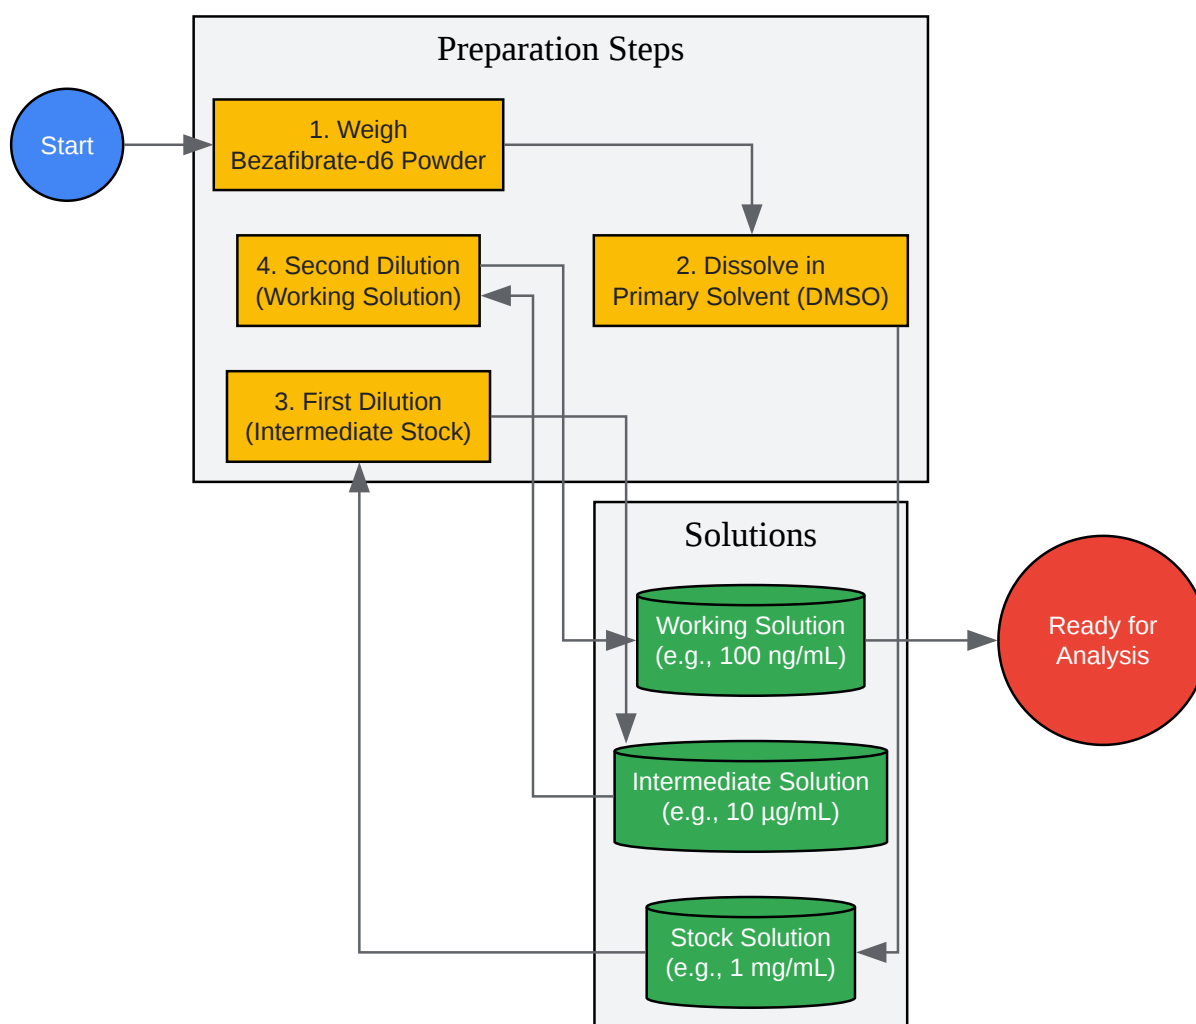 Preparation Steps
Start
1. Weigh
Bezafibrate-d6 Powder
4. Second Dilution
(Working Solution)
2. Dissolve in
Primary Solvent (DMSO)
3. First Dilution
(Intermediate Stock)
Solutions
Working Solution
(e.g., 100 ng/mL)
Ready for
Analysis
Intermediate Solution
(e.g., 10 µg/mL)
Stock Solution
(e.g., 1 mg/mL)